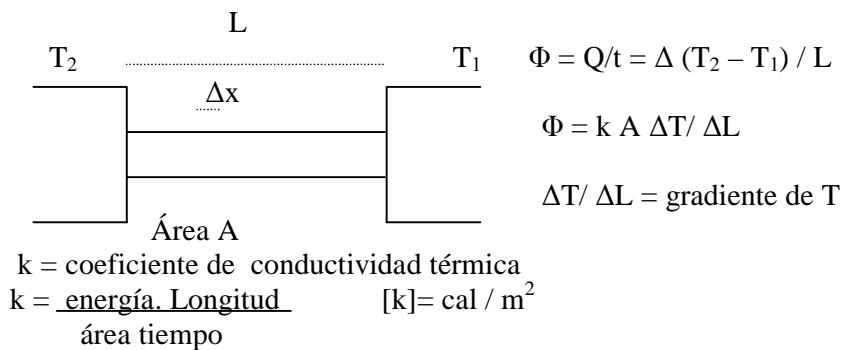 L
T₂ T₁ Φ = Q/t = Δ (T₂ – T₁) / L
Δx
Φ = k A ΔT/ ΔL
ΔT/ ΔL = gradiente de T
Área A
k = coeficiente de conductividad térmica
k = energía. Longitud [k]= cal / m²
área tiempo